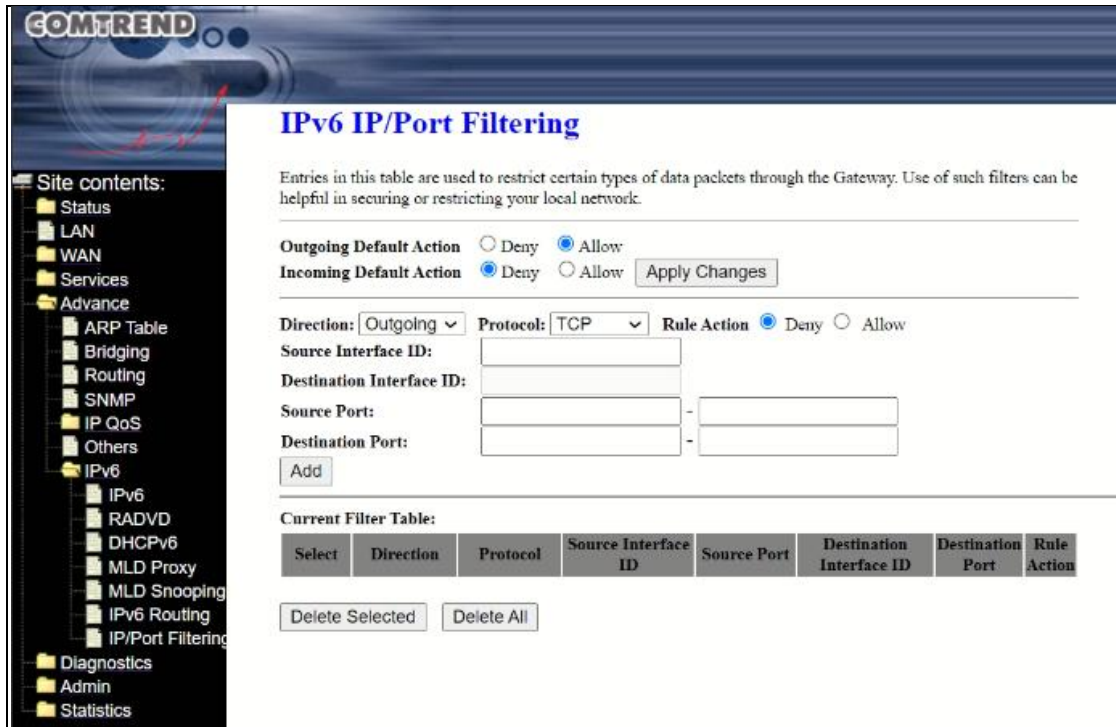 COMTREND
Site contents:
Status
LAN
WAN
Services
Advance
ARP Table
Bridging
Routing
SNMP
IP QoS
Others
IPv6
IPv6
RADVD
DHCPv6
MLD Proxy
MLD Snooping
IPv6 Routing
IP/Port Filtering
Diagnostics
Admin
Statistics
IPv6 IP/Port Filtering
Entries in this table are used to restrict certain types of data packets through the Gateway. Use of such filters can be
helpful in securing or restricting your local network.
Outgoing Default Action Deny Allow
Incoming Default Action Deny Allow Apply Changes
Direction: Outgoing Protocol: TCP Rule Action Deny Allow
Source Interface ID:
Destination Interface ID:
Source Port: -
Destination Port: -
Add
Current Filter Table:
Select Direction Protocol Source Interface ID Source Port Destination Interface ID Destination Port Rule Action
Delete Selected Delete All